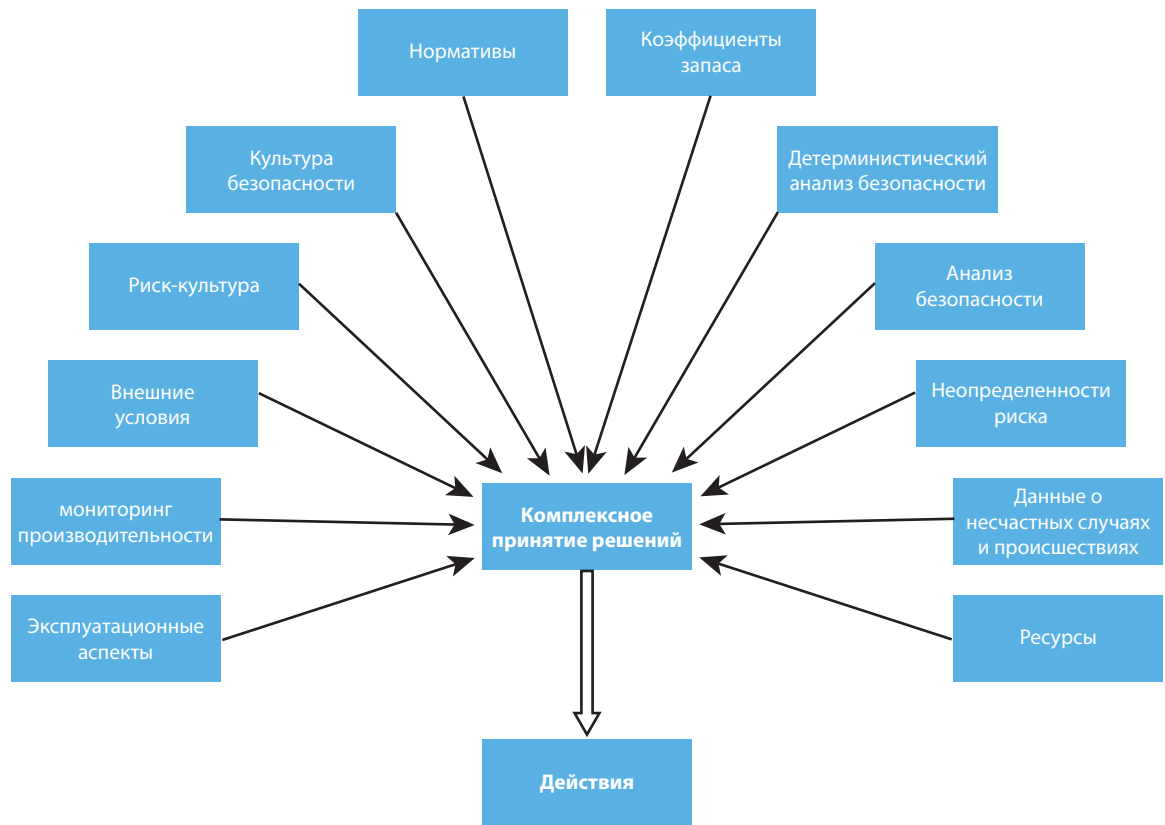 Нормативы
Коэффициенты
запаса
Культура
безопасности
Детерминистический
анализ безопасности
Риск-культура
Анализ
безопасности
Внешние
условия
Неопределенности
риска
мониторинг
производительности
Комплексное
принятие решений
Данные о
несчастных случаях
и происшествиях
Эксплуатационные
аспекты
Ресурсы
Действия